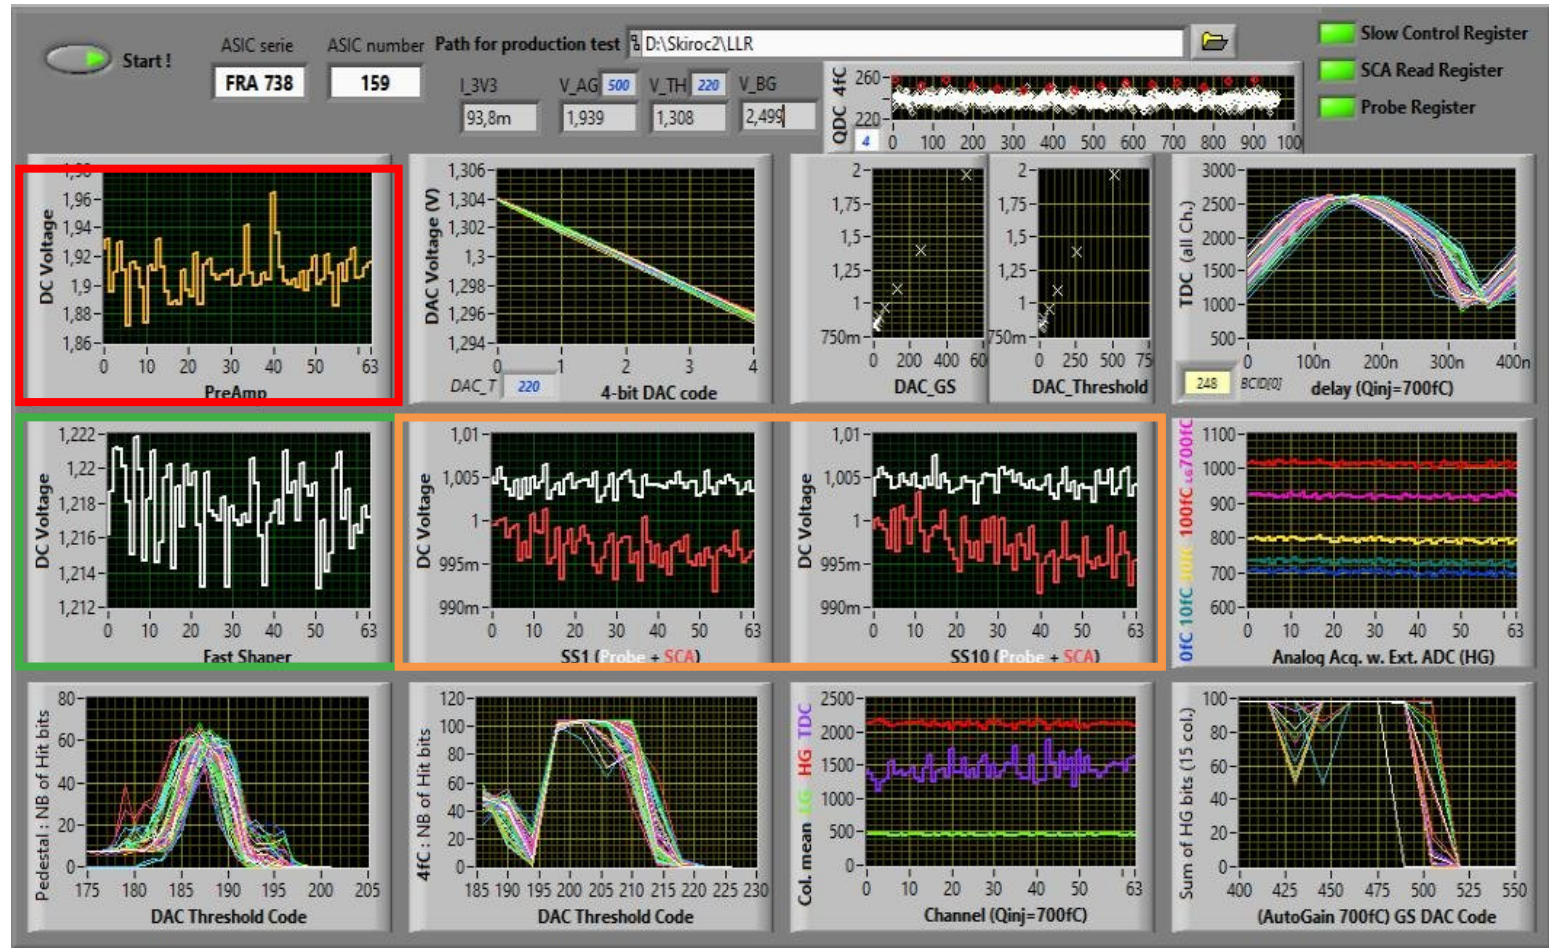 Start !
ASIC serie
FRA 738
ASIC number
159
Path for production test
D:\Skiroc2\LLR
I_3V3
93,8m
V_AG 500
1,939
V_TH 220
1,308
V_BG
2,499
QDC 4fC
4
260
220
0 100 200 300 400 500 600 700 800 900 100
Slow Control Register
SCA Read Register
Probe Register
DC Voltage
1,98
1,96
1,94
1,92
1,9
1,88
1,86
0 10 20 30 40 50 63
PreAmp
DAC Voltage (V)
1,306
1,304
1,302
1,3
1,298
1,296
1,294
0 1 2 3 4
DAC_T 220
4-bit DAC code
2
1,75
1,5
1,25
1
750m
0 200 400 60
DAC_GS
2
1,75
1,5
1,25
1
750m
0 250 500 75
DAC_Threshold
TDC (all Ch.)
3000
2500
2000
1500
1000
500
0 100n 200n 300n 400n
248 BCID[0]
delay (Qinj=700fC)
DC Voltage
1,222
1,22
1,218
1,216
1,214
1,212
0 10 20 30 40 50 63
Fast Shaper
DC Voltage
1,01
1,005
1
995m
990m
0 10 20 30 40 50 63
SS1 (Probe + SCA)
DC Voltage
1,01
1,005
1
995m
990m
0 10 20 30 40 50 63
SS10 (Probe + SCA)
0fC 10fC 30fC 100fC LG700fC
1100
1000
900
800
700
600
0 10 20 30 40 50 63
Analog Acq. w. Ext. ADC (HG)
Pedestal : NB of Hit bits
80
60
40
20
0
175 180 185 190 195 200 205
DAC Threshold Code
4fC : NB of Hit bits
120
100
80
60
40
20
0
185 190 195 200 205 210 215 220 225 230
DAC Threshold Code
Col. mean LG HG TDC
2500
2000
1500
1000
500
0
0 10 20 30 40 50 63
Channel (Qinj=700fC)
Sum of HG bits (15 col.)
100
80
60
40
20
0
400 425 450 475 500 525 550
(AutoGain 700fC) GS DAC Code